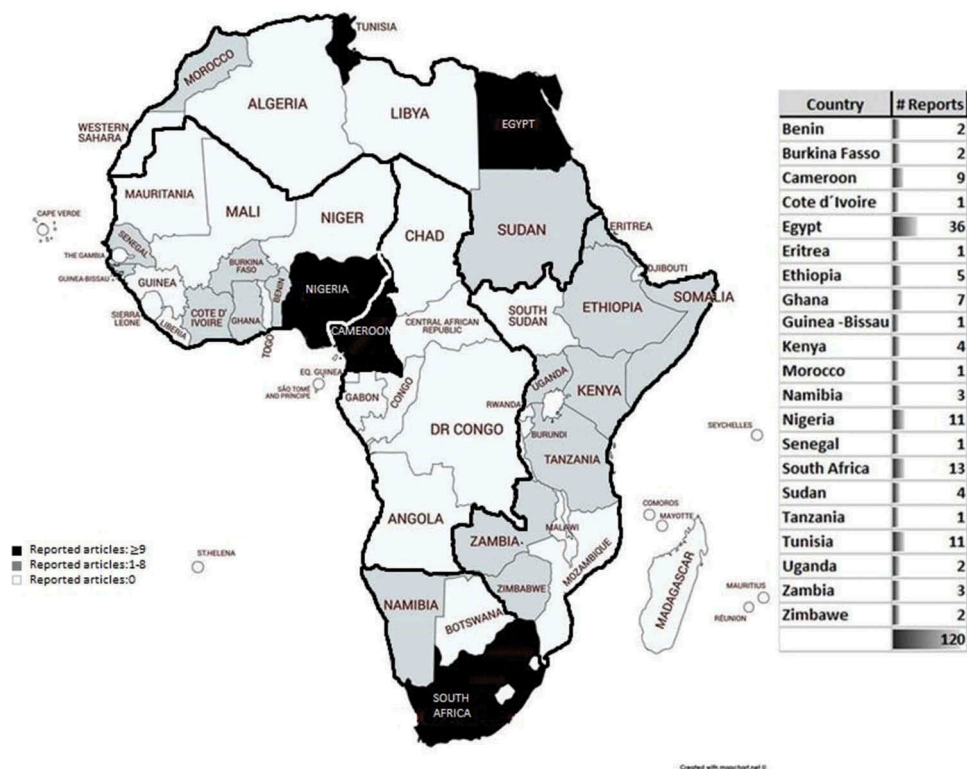 TUNISIA
MOROCCO
ALGERIA
LIBYA
EGYPT
WESTERN
SAHARA
MAURITANIA
MALI
NIGER
CHAD
SUDAN
ERITREA
CAPE VERDE
SENEGAL
THE GAMBIA
GUINEA-BISSAU
GUINEA
BURKINA
FASO
BENIN
NIGERIA
DJIBOUTI
SOMALIA
ETHIOPIA
SIERRA
LEONE
LIBERIA
COTE D'
IVOIRE
GHANA
TOGO
CAMEROON
CENTRAL AFRICAN
REPUBLIC
SOUTH
SUDAN
EQ. GUINEA
SÃO TOMÉ
AND PRÍNCIPE
GABON
CONGO
UGANDA
KENYA
RWANDA
DR CONGO
BURUNDI
TANZANIA
SEYCHELLES
COMOROS
MAYOTTE
ANGOLA
ZAMBIA
MALAWI
MOZAMBIQUE
ST.HELENA
ZIMBABWE
NAMIBIA
BOTSWANA
MADAGASCAR
MAURITIUS
RÉUNION
SOUTH
AFRICA
Reported articles:≥9
Reported articles:1-8
Reported articles:0
Country # Reports
Benin 2
Burkina Fasso 2
Cameroon 9
Cote d´Ivoire 1
Egypt 36
Eritrea 1
Ethiopia 5
Ghana 7
Guinea -Bissau 1
Kenya 4
Morocco 1
Namibia 3
Nigeria 11
Senegal 1
South Africa 13
Sudan 4
Tanzania 1
Tunisia 11
Uganda 2
Zambia 3
Zimbawe 2
120
Created with mapchart.net ©